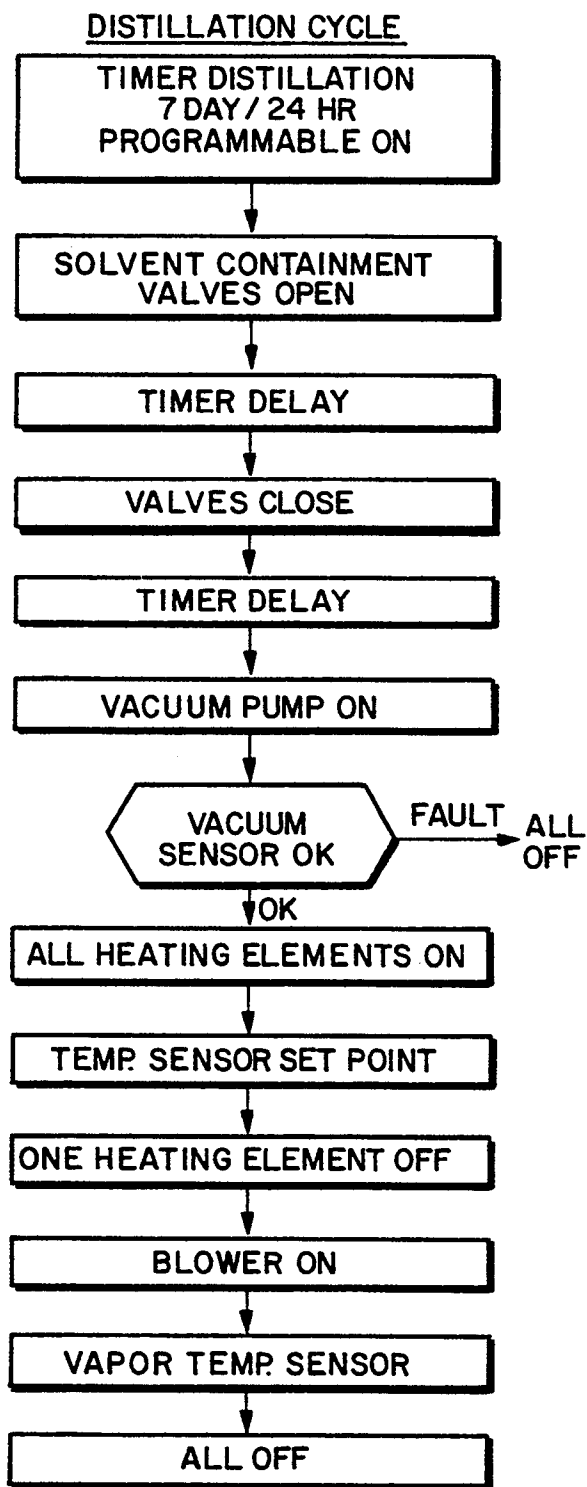 DISTILLATION CYCLE
TIMER DISTILLATION
7 DAY / 24 HR
PROGRAMMABLE ON
SOLVENT CONTAINMENT
VALVES OPEN
TIMER DELAY
VALVES CLOSE
TIMER DELAY
VACUUM PUMP ON
VACUUM
SENSOR OK
FAULT
ALL
OFF
OK
ALL HEATING ELEMENTS ON
TEMP. SENSOR SET POINT
ONE HEATING ELEMENT OFF
BLOWER ON
VAPOR TEMP. SENSOR
ALL OFF